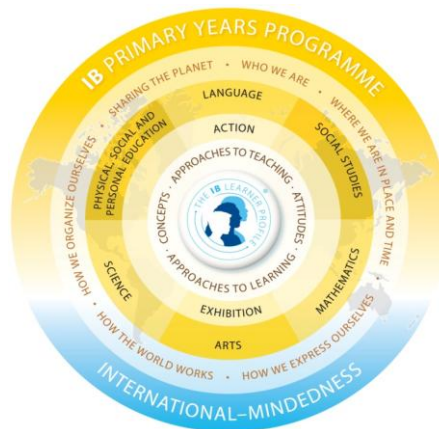 IB PRIMARY YEARS PROGRAMME
SHARING THE PLANET
WHO WE ARE
WHERE WE ARE IN PLACE AND TIME
HOW WE EXPRESS OURSELVES
HOW THE WORLD WORKS
HOW WE ORGANIZE OURSELVES
LANGUAGE
SOCIAL STUDIES
MATHEMATICS
ARTS
SCIENCE
PHYSICAL, SOCIAL AND
PERSONAL EDUCATION
ACTION
APPROACHES TO TEACHING
ATTITUDES
APPROACHES TO LEARNING
CONCEPTS
EXHIBITION
THE IB LEARNER PROFILE
INTERNATIONAL–MINDEDNESS